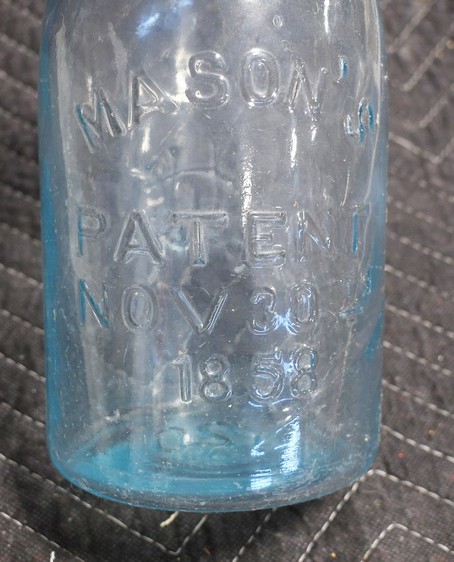 MASON'S
PATENT
NOV 30TH
1858